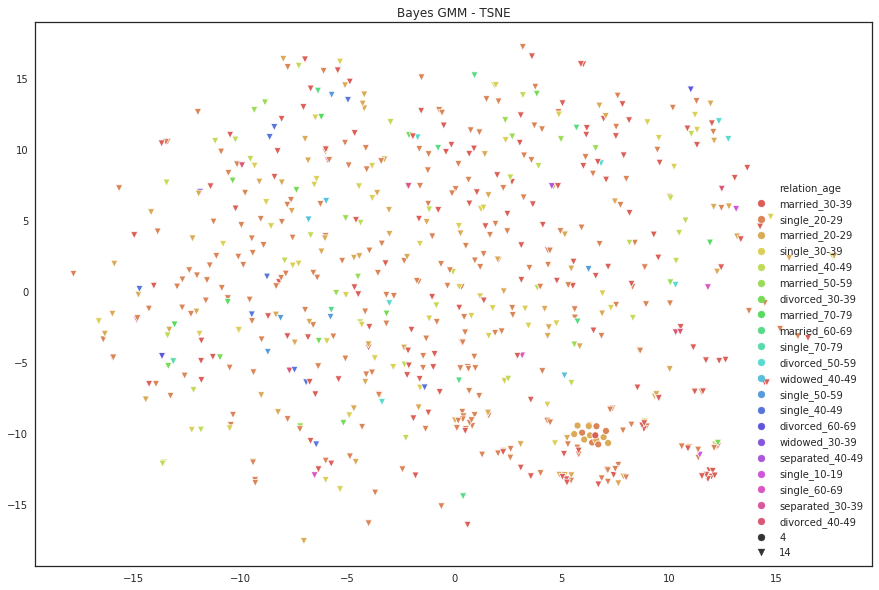 Bayes GMM - TSNE
15
10
5
0
−5
−10
−15
relation_age
married_30-39
single_20-29
married_20-29
single_30-39
married_40-49
married_50-59
divorced_30-39
married_70-79
married_60-69
single_70-79
divorced_50-59
widowed_40-49
single_50-59
single_40-49
divorced_60-69
widowed_30-39
separated_40-49
single_10-19
single_60-69
separated_30-39
divorced_40-49
4
14
−15 −10 −5 0 5 10 15